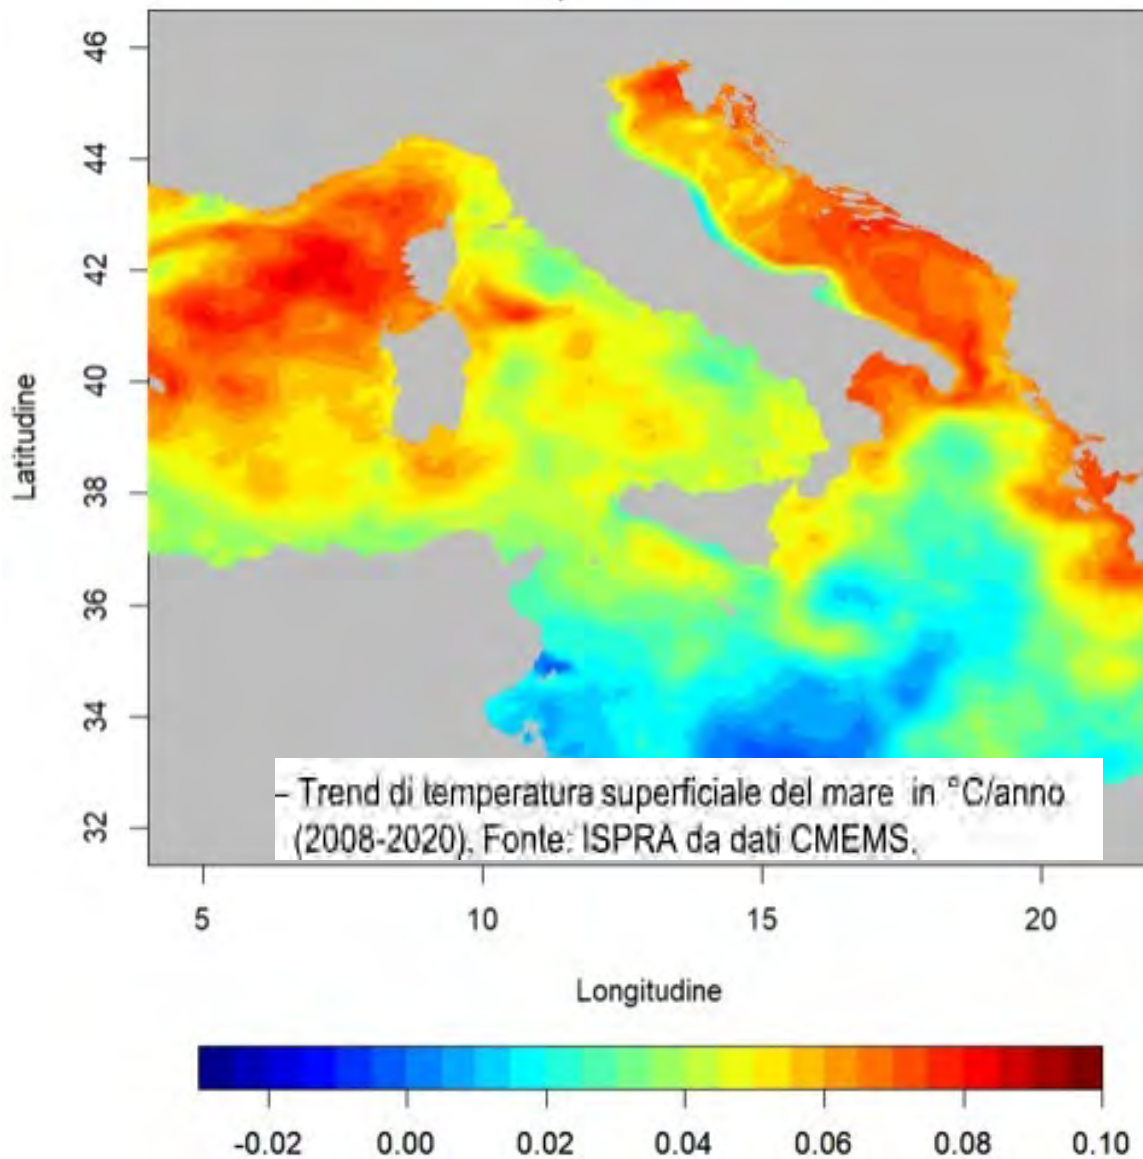 46
44
42
40
38
36
34
32
Latitudine
– Trend di temperatura superficiale del mare in °C/anno
(2008-2020). Fonte: ISPRA da dati CMEMS.
5 10 15 20
Longitudine
-0.02 0.00 0.02 0.04 0.06 0.08 0.10